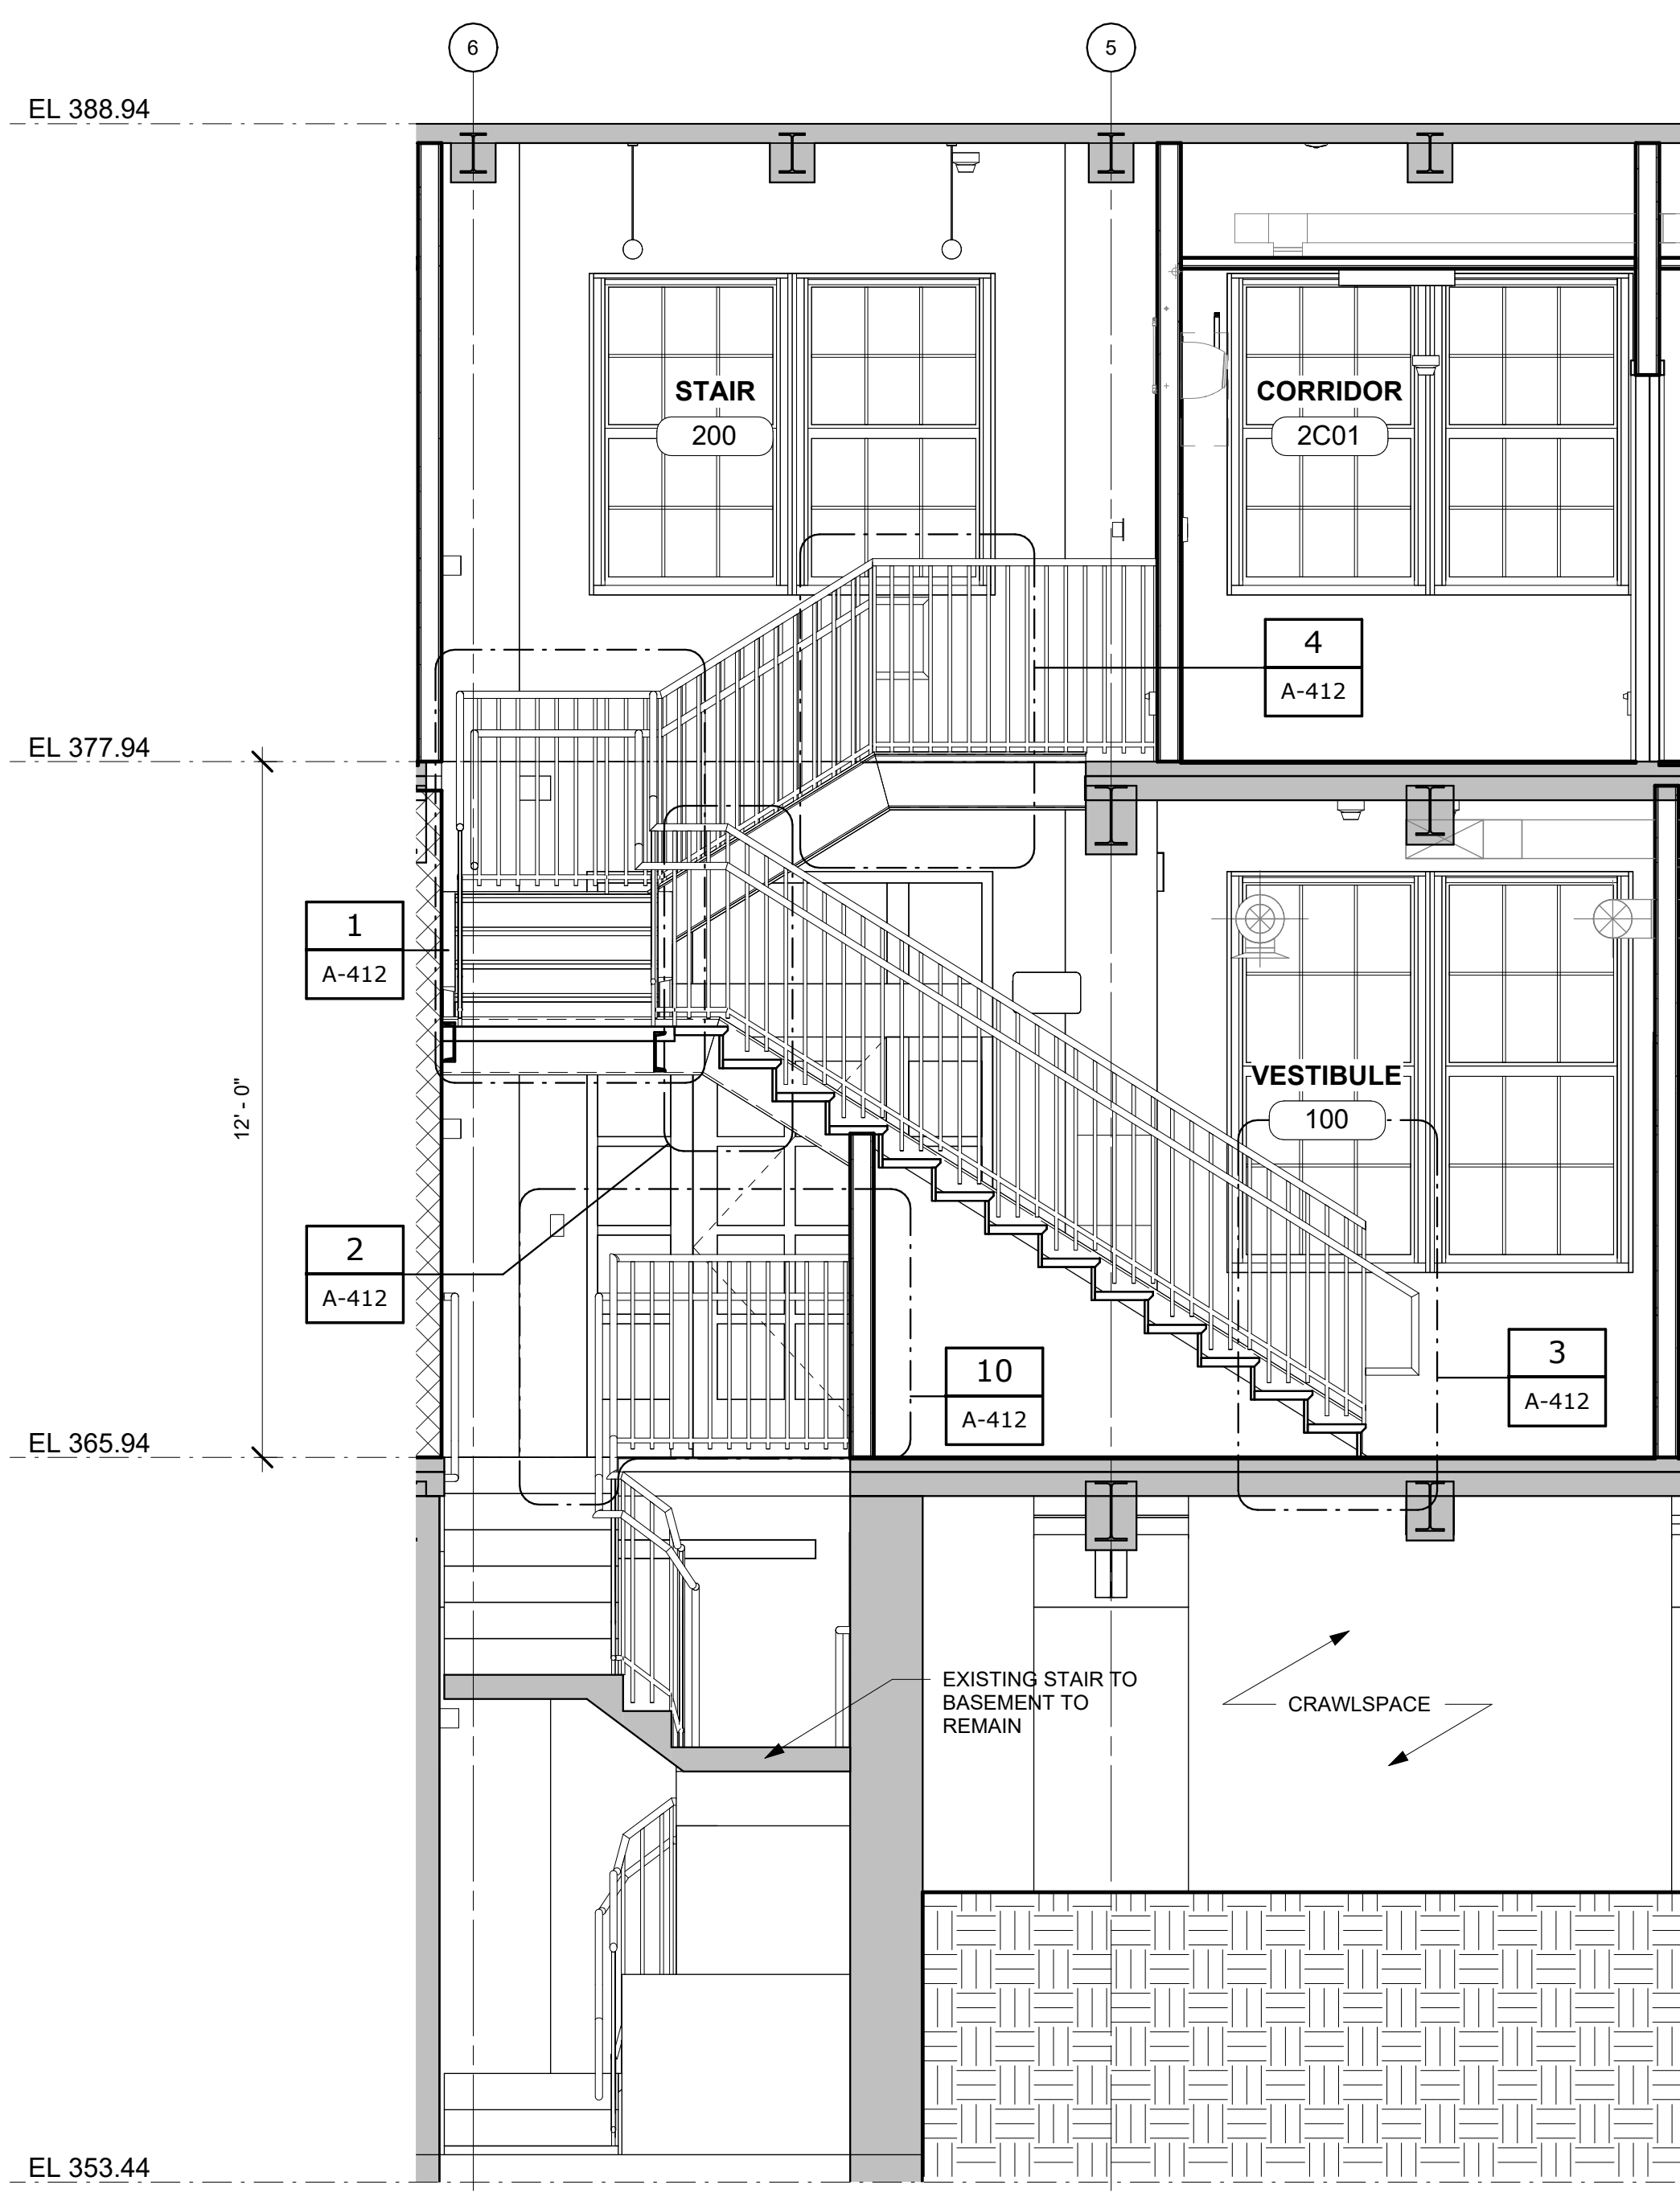 6
5
EL 388.94
STAIR
200
CORRIDOR
2C01
4
A-412
EL 377.94
1
A-412
12' - 0"
VESTIBULE
100
2
A-412
10
A-412
3
A-412
EL 365.94
EXISTING STAIR TO
BASEMENT TO
REMAIN
CRAWLSPACE
EL 353.44